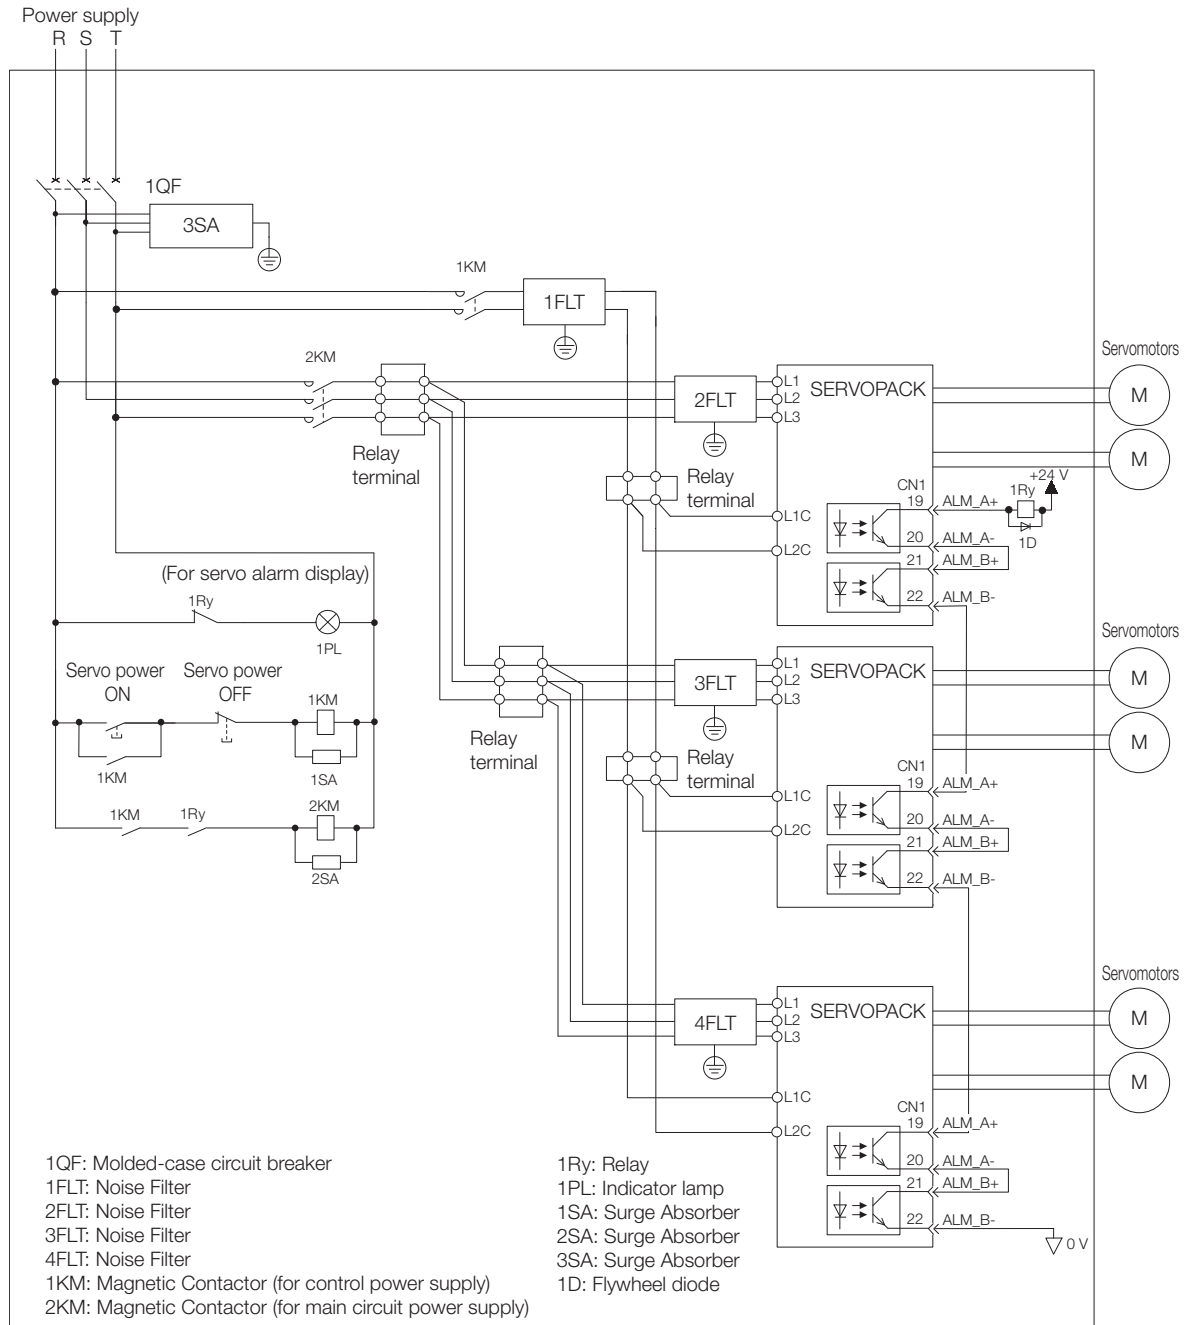 Power supply
R S T
1QF
3SA
1KM
1FLT
2KM
Servomotors
L1
SERVOPACK
M
2FLT
L2
L3
Relay
terminal
M
Relay
terminal
CN1
+24 V
1Ry
19
ALM_A+
L1C
1D
20
ALM_A-
L2C
21
ALM_B+
(For servo alarm display)
22
ALM_B-
1Ry
1PL
Servomotors
L1
SERVOPACK
M
Servo power
ON
Servo power
OFF
3FLT
L2
L3
1KM
Relay
terminal
M
1KM
1SA
Relay
terminal
CN1
19
ALM_A+
L1C
1KM
1Ry
2KM
20
ALM_A-
L2C
21
ALM_B+
2SA
22
ALM_B-
Servomotors
L1
SERVOPACK
M
4FLT
L2
L3
M
L1C
CN1
19
ALM_A+
L2C
20
ALM_A-
21
ALM_B+
22
ALM_B-
0 V
1QF: Molded-case circuit breaker
1FLT: Noise Filter
2FLT: Noise Filter
3FLT: Noise Filter
4FLT: Noise Filter
1KM: Magnetic Contactor (for control power supply)
2KM: Magnetic Contactor (for main circuit power supply)
1Ry: Relay
1PL: Indicator lamp
1SA: Surge Absorber
2SA: Surge Absorber
3SA: Surge Absorber
1D: Flywheel diode